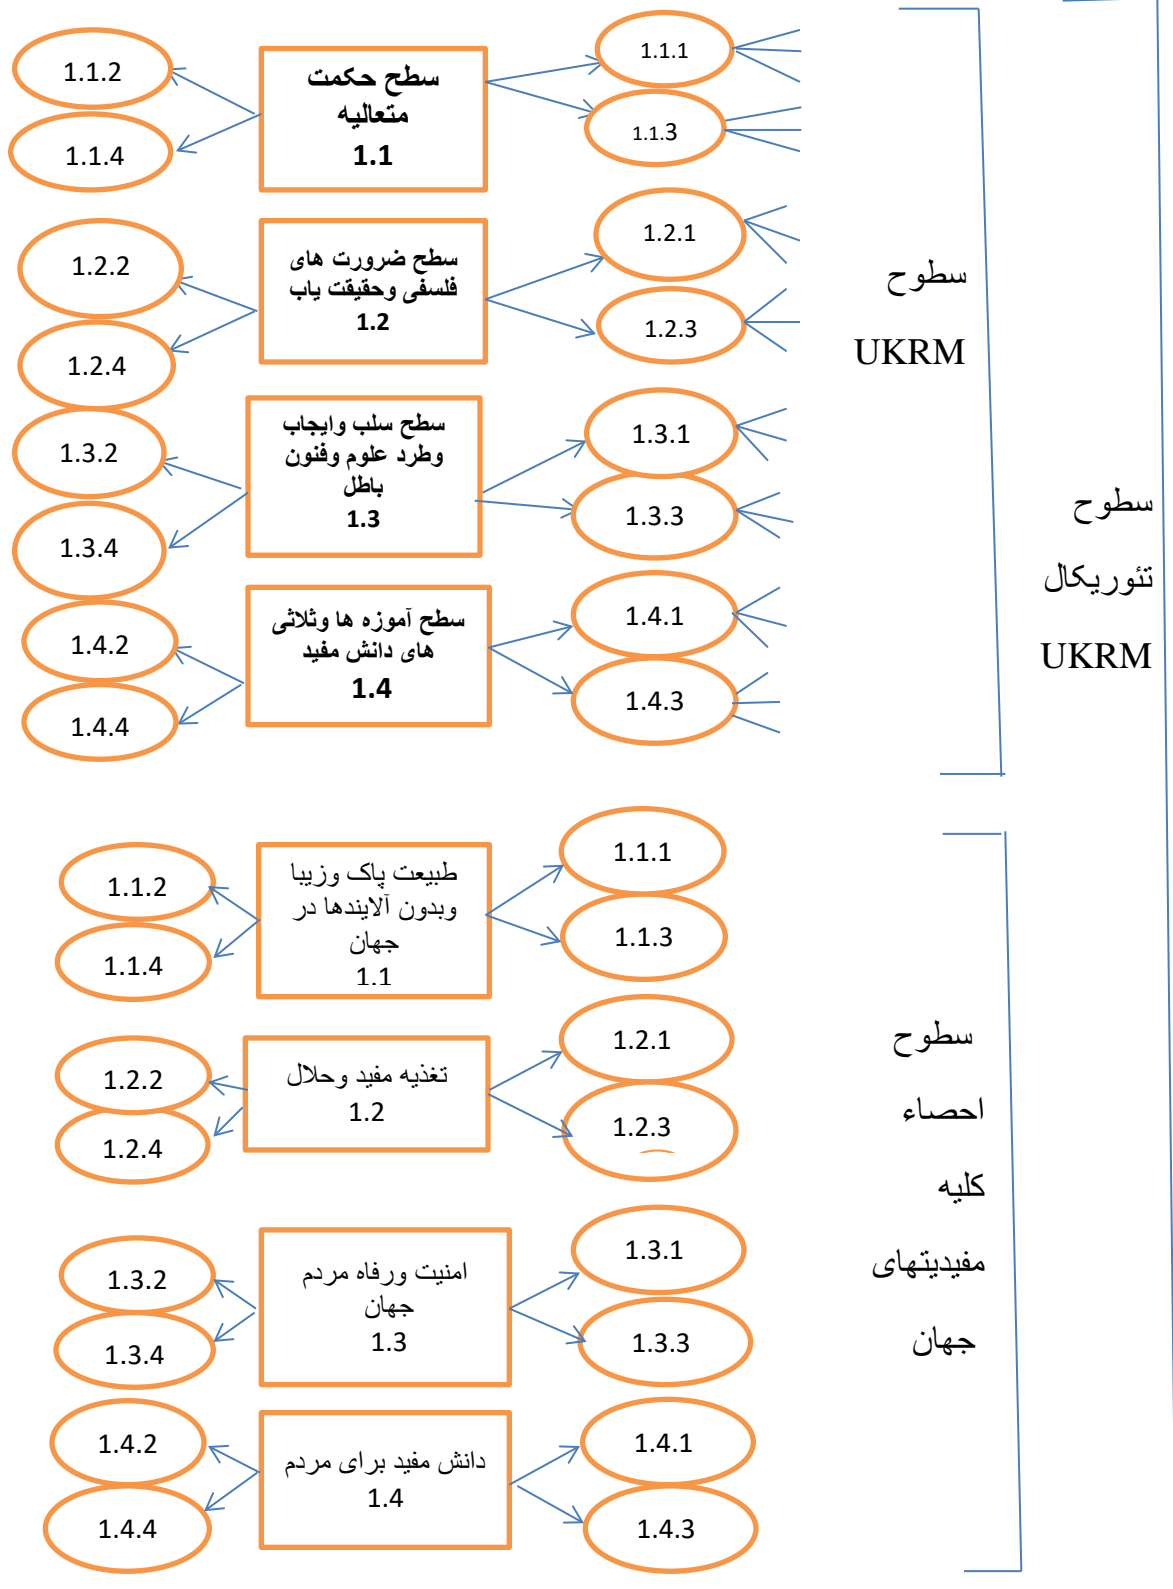 1.1.2
1.1.4
سطح حکمت
متعالیه
1.1
1.1.1
1.1.3
1.2.2
1.2.4
سطح ضرورت های
فلسفی وحقیقت یاب
1.2
1.2.1
1.2.3
1.3.2
1.3.4
سطح سلب وایجاب
وطرد علوم وفنون
باطل
1.3
1.3.1
1.3.3
1.4.2
1.4.4
سطح آموزه ها وثلاثی
های دانش مفید
1.4
1.4.1
1.4.3
سطوح
UKRM
سطوح
تئوریکال
UKRM
1.1.2
1.1.4
طبیعت پاک وزیبا
وبدون آلایندها در
جهان
1.1
1.1.1
1.1.3
1.2.2
1.2.4
تغذیه مفید وحلال
1.2
1.2.1
1.2.3
1.3.2
1.3.4
امنیت ورفاه مردم
جهان
1.3
1.3.1
1.3.3
1.4.2
1.4.4
دانش مفید برای مردم
1.4
1.4.1
1.4.3
سطوح
احصاء
کلیه
مفیدیتهای
جهان